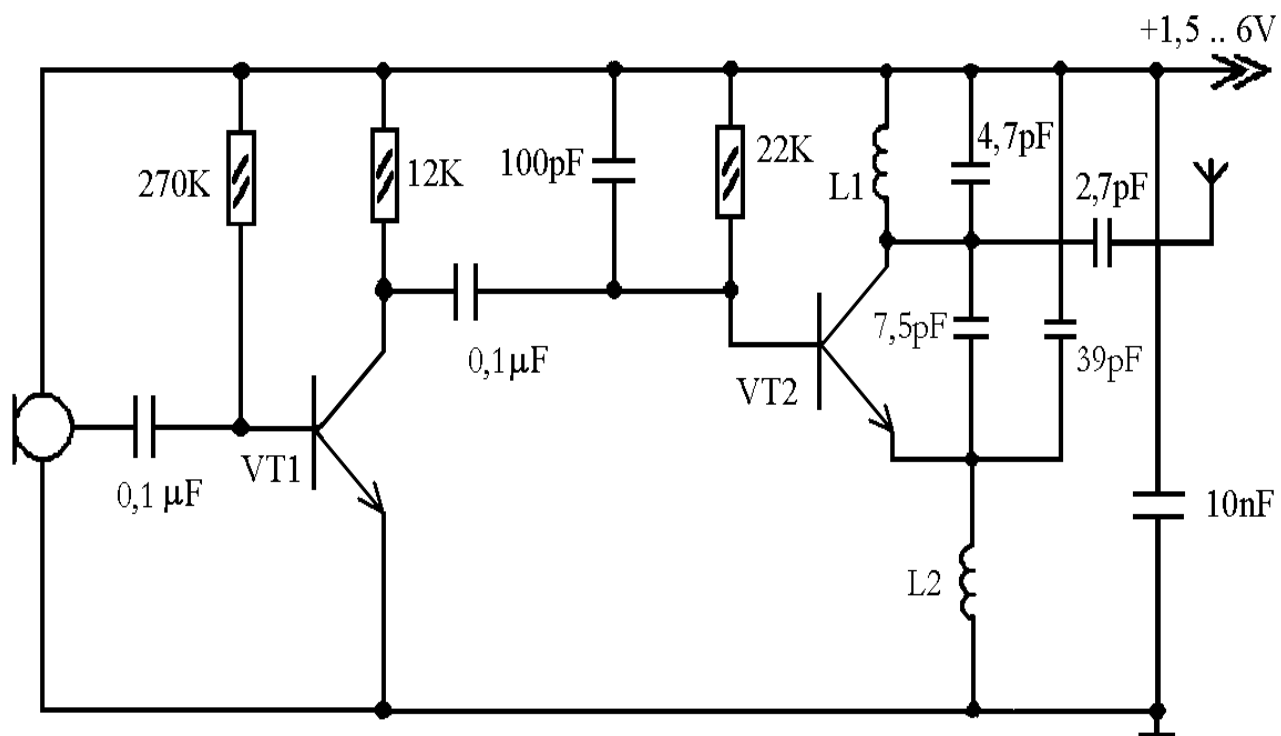 +1,5 .. 6V
270K
12K
100pF
22K
L1
4,7pF
2,7pF
0,1µF
VT2
7,5pF
39pF
VT1
0,1 µF
10nF
L2